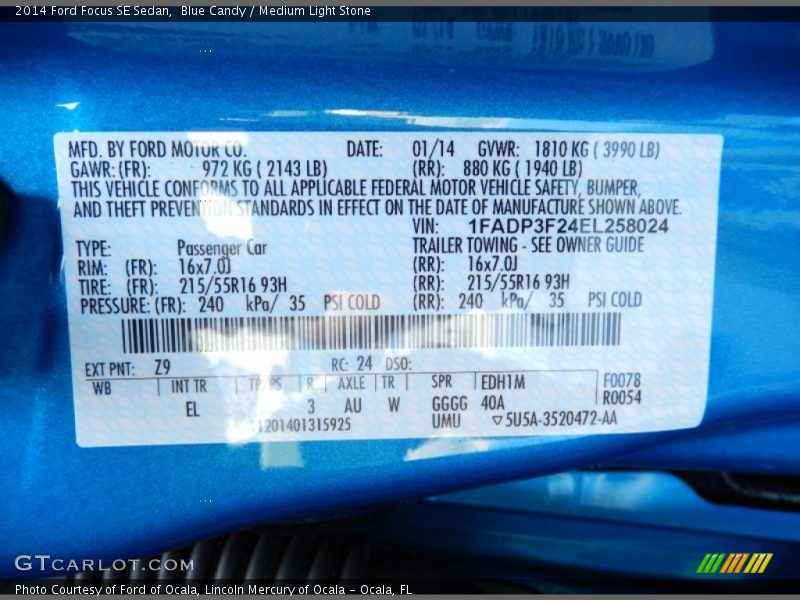 2014 Ford Focus SE Sedan,  Blue Candy / Medium Light Stone
MFD. BY FORD MOTOR CO. DATE: 01/14 GVWR: 1810 KG ( 3990 LB)
GAWR: (FR): 972 KG ( 2143 LB) (RR): 880 KG ( 1940 LB)
THIS VEHICLE CONFORMS TO ALL APPLICABLE FEDERAL MOTOR VEHICLE SAFETY, BUMPER,
AND THEFT PREVENTION STANDARDS IN EFFECT ON THE DATE OF MANUFACTURE SHOWN ABOVE.
VIN: 1FADP3F24EL258024
TYPE: Passenger Car TRAILER TOWING - SEE OWNER GUIDE
RIM: (FR): 16x7.0J (RR): 16x7.0J
TIRE: (FR): 215/55R16 93H (RR): 215/55R16 93H
PRESSURE: (FR): 240 kPa/ 35 PSI COLD (RR): 240 kPa/ 35 PSI COLD
EXT PNT: Z9 RC: 24 DSO:
WB INT TR TP/PS R AXLE TR SPR EDH1M F0078
EL 3 AU W GGGG 40A R0054
1201401315925 UMU 5U5A-3520472-AA
GTCARLOT.COM
Photo Courtesy of Ford of Ocala, Lincoln Mercury of Ocala - Ocala, FL